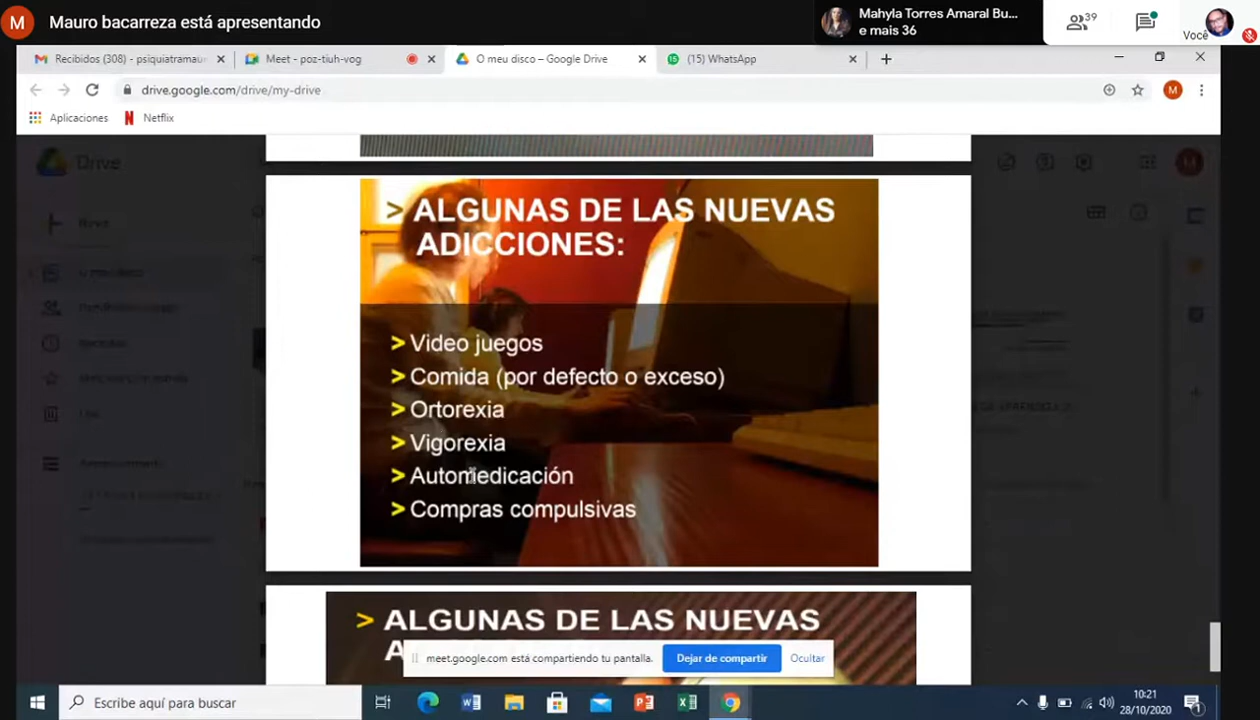 M Mauro bacarreza está apresentando
Mahyla Torres Amaral Bu...
e mais 36
39
Você
Recibidos (308) - psiquiatramaur
Meet - poz-tiuh-vog
O meu disco – Google Drive
(15) WhatsApp
drive.google.com/drive/my-drive
M
Aplicaciones
Netflix
Drive
M
> ALGUNAS DE LAS NUEVAS
ADICCIONES:
> Video juegos
> Comida (por defecto o exceso)
> Ortorexia
> Vigorexia
> Automedicación
> Compras compulsivas
> ALGUNAS DE LAS NUEVAS
meet.google.com está compartiendo tu pantalla.
Dejar de compartir
Ocultar
Escribe aquí para buscar
10:21
28/10/2020
1